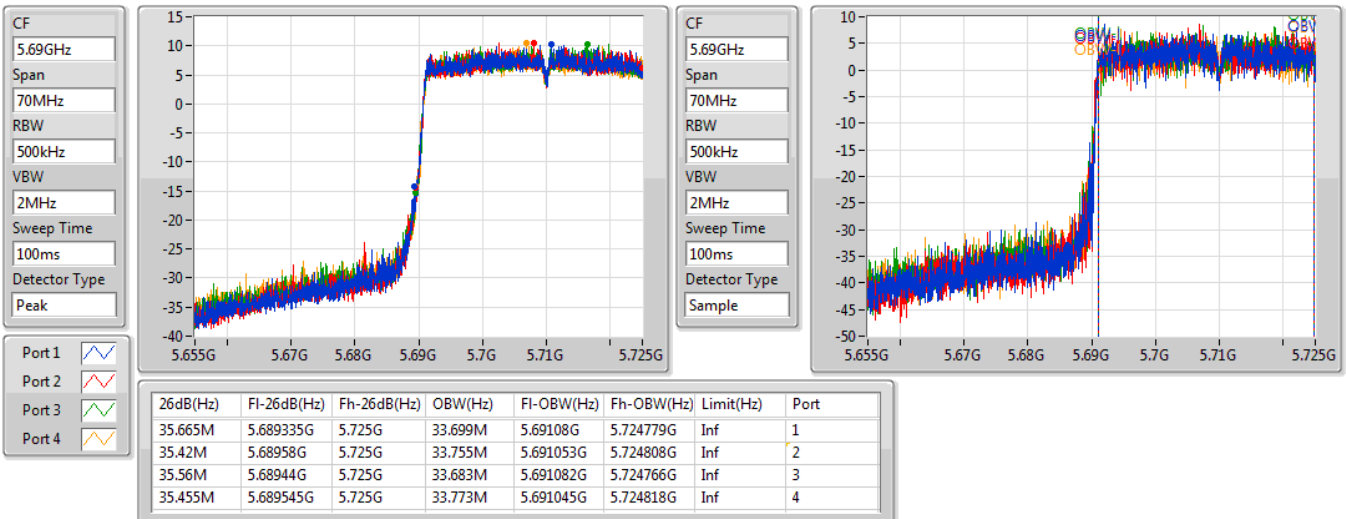 CF
5.69GHz
Span
70MHz
RBW
500kHz
VBW
2MHz
Sweep Time
100ms
Detector Type
Peak
15
10
5
0
-5
-10
-15
-20
-25
-30
-35
-40
5.655G 5.67G 5.68G 5.69G 5.7G 5.71G 5.725G
CF
5.69GHz
Span
70MHz
RBW
500kHz
VBW
2MHz
Sweep Time
100ms
Detector Type
Sample
10
5
0
-5
-10
-15
-20
-25
-30
-35
-40
-45
-50
5.655G 5.67G 5.68G 5.69G 5.7G 5.71G 5.725G
Port 1
Port 2
Port 3
Port 4
26dB(Hz) Fl-26dB(Hz) Fh-26dB(Hz) OBW(Hz) Fl-OBW(Hz) Fh-OBW(Hz) Limit(Hz) Port
35.665M 5.689335G 5.725G 33.699M 5.69108G 5.724779G Inf 1
35.42M 5.68958G 5.725G 33.755M 5.691053G 5.724808G Inf 2
35.56M 5.68944G 5.725G 33.683M 5.691082G 5.724766G Inf 3
35.455M 5.689545G 5.725G 33.773M 5.691045G 5.724818G Inf 4